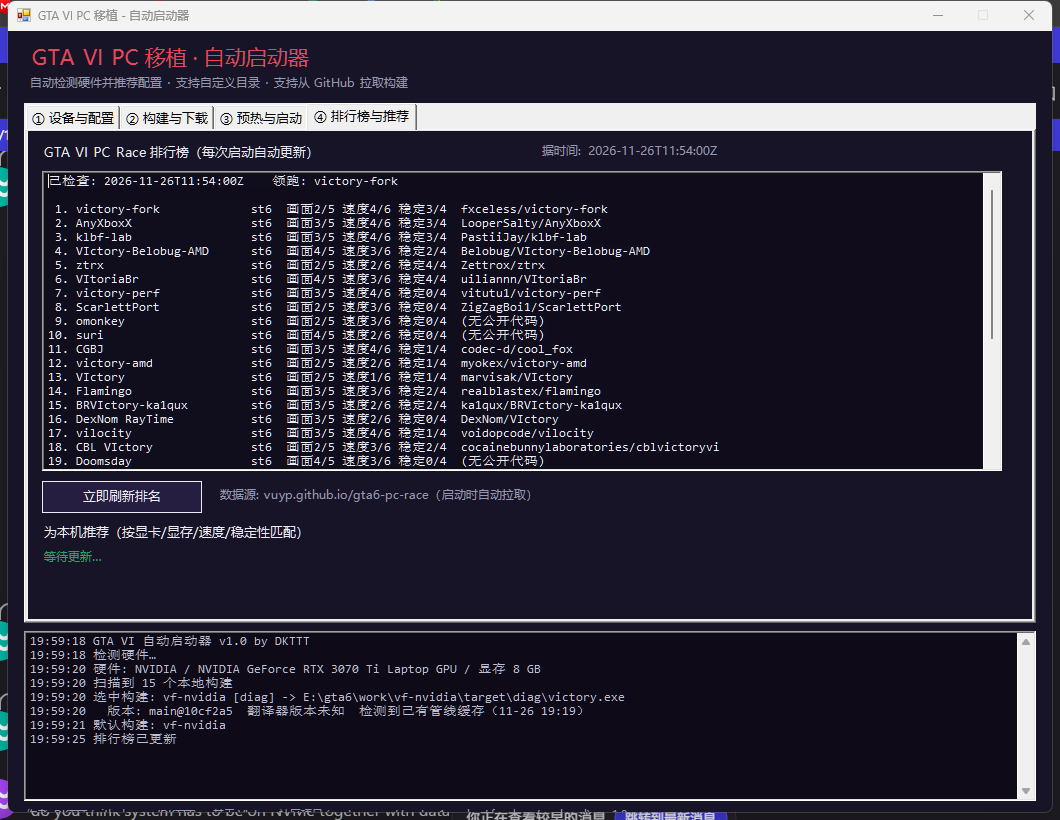 GTA VI PC 移植 - 自动启动器
GTA VI PC 移植 · 自动启动器
自动检测硬件并推荐配置 · 支持自定义目录 · 支持从 GitHub 拉取构建
① 设备与配置 ② 构建与下载 ③ 预热与启动 ④ 排行榜与推荐
GTA VI PC Race 排行榜（每次启动自动更新） 据时间: 2026-11-26T11:54:00Z
已检查: 2026-11-26T11:54:00Z 领跑: victory-fork
1. victory-fork st6 画面2/5 速度4/6 稳定3/4 fxceless/victory-fork
2. AnyXboxX st6 画面3/5 速度4/6 稳定3/4 LooperSalty/AnyXboxX
3. klbf-lab st6 画面3/5 速度4/6 稳定3/4 PastiiJay/klbf-lab
4. VIctory-Belobug-AMD st6 画面4/5 速度3/6 稳定2/4 Belobug/VIctory-Belobug-AMD
5. ztrx st6 画面2/5 速度2/6 稳定4/4 Zettrox/ztrx
6. VItoriaBr st6 画面4/5 速度3/6 稳定4/4 uiliannn/VItoriaBr
7. victory-perf st6 画面3/5 速度4/6 稳定0/4 vitutu1/victory-perf
8. ScarlettPort st6 画面2/5 速度3/6 稳定0/4 ZigZagBoi1/ScarlettPort
9. omonkey st6 画面2/5 速度3/6 稳定0/4 (无公开代码)
10. suri st6 画面4/5 速度2/6 稳定0/4 (无公开代码)
11. CGBJ st6 画面3/5 速度4/6 稳定1/4 codec-d/cool_fox
12. victory-amd st6 画面2/5 速度2/6 稳定1/4 myokex/victory-amd
13. VIctory st6 画面2/5 速度1/6 稳定1/4 marvisak/VIctory
14. Flamingo st6 画面3/5 速度3/6 稳定2/4 realblastex/flamingo
15. BRVIctory-ka1qux st6 画面3/5 速度2/6 稳定2/4 ka1qux/BRVIctory-ka1qux
16. DexNom RayTime st6 画面3/5 速度2/6 稳定0/4 DexNom/VIctory
17. vilocity st6 画面3/5 速度4/6 稳定1/4 voidopcode/vilocity
18. CBL VIctory st6 画面4/5 速度3/6 稳定2/4 cocainebunnylaboratories/cblvictoryvi
19. Doomsday st6 画面4/5 速度3/6 稳定0/4 (无公开代码)
立即刷新排名 数据源: vuyp.github.io/gta6-pc-race（启动时自动拉取）
为本机推荐（按显卡/显存/速度/稳定性匹配）
等待更新...
19:59:18 GTA VI 自动启动器 v1.0 by DKTTT
19:59:18 检测硬件…
19:59:20 硬件: NVIDIA / NVIDIA GeForce RTX 3070 Ti Laptop GPU / 显存 8 GB
19:59:20 扫描到 15 个本地构建
19:59:20 选中构建: vf-nvidia [diag] -> E:\gta6\work\vf-nvidia\target\diag\victory.exe
19:59:20 版本: main@10cf2a5 翻译器版本未知 检测到已有管线缓存（11-26 19:19）
19:59:21 默认构建: vf-nvidia
19:59:25 排行榜已更新